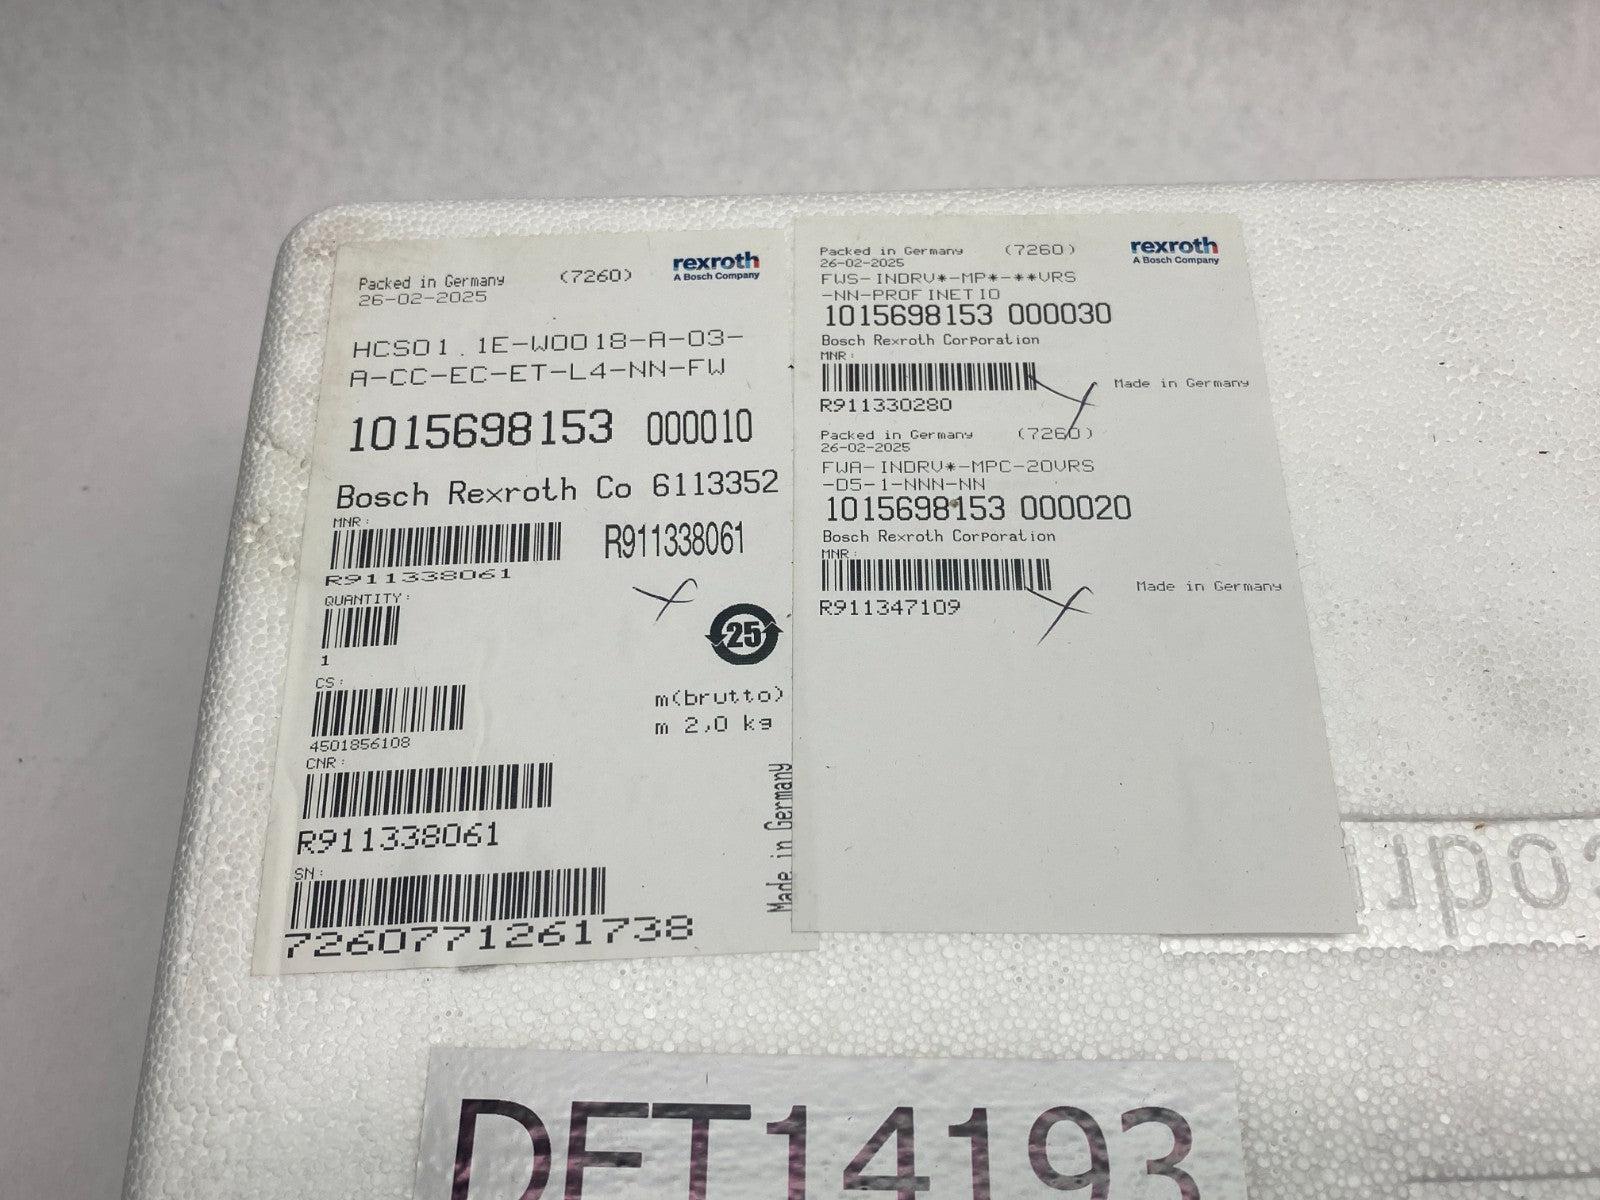 Packed in Germany (7260)
26-02-2025
rexroth
A Bosch Company
HCS01.1E-W0018-A-03-
A-CC-EC-ET-L4-NN-FW
1015698153 000010
Bosch Rexroth Co 6113352
MNR:
R911338061
R911338061
QUANTITY:
1
25
CS:
m(brutto)
m 2,0 kg
4501856108
CNR:
R911338061
Made in Germany
SN:
7260771261738
Packed in Germany (7260)
26-02-2025
rexroth
A Bosch Company
FWS-INDRV*-MP*-**VRS
-NN-PROFINETIO
1015698153 000030
Bosch Rexroth Corporation
MNR:
Made in Germany
R911330280
Packed in Germany (7260)
26-02-2025
FWA-INDRV*-MPC-20VRS
-D5-1-NNN-NN
1015698153 000020
Bosch Rexroth Corporation
MNR:
Made in Germany
R911347109
DET14193